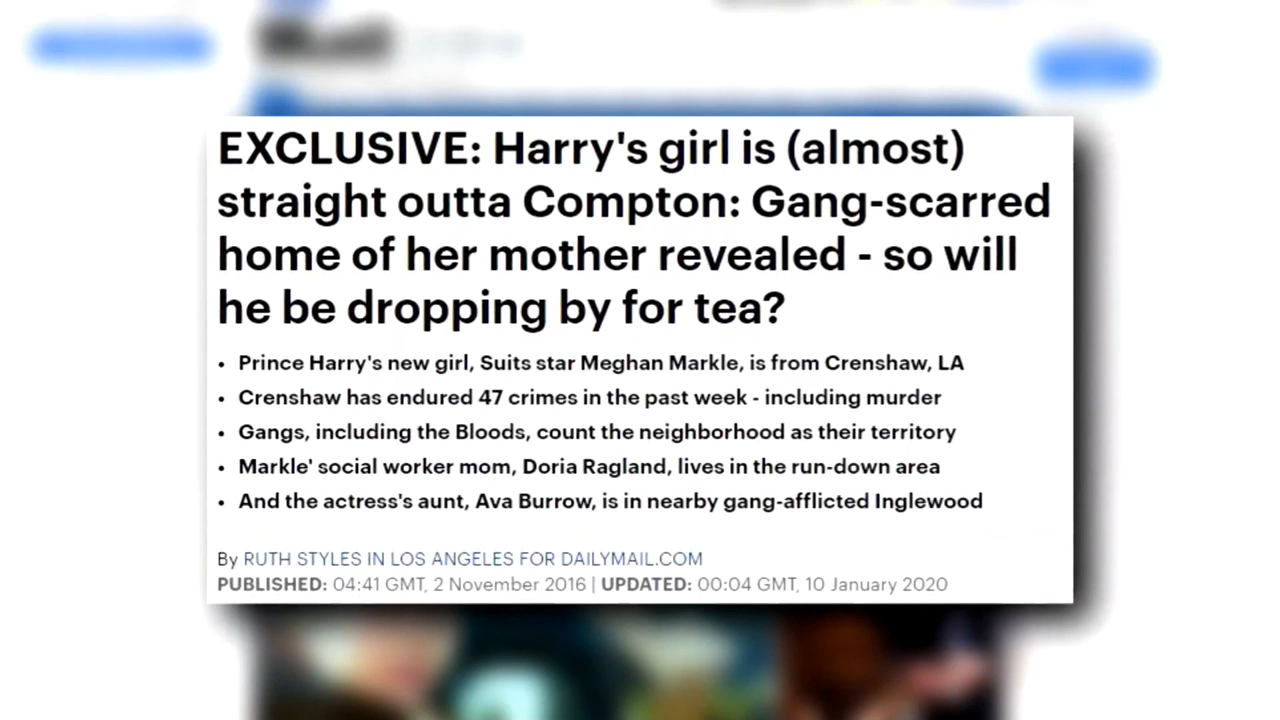 EXCLUSIVE: Harry's girl is (almost)
straight outta Compton: Gang-scarred
home of her mother revealed - so will
he be dropping by for tea?
• Prince Harry's new girl, Suits star Meghan Markle, is from Crenshaw, LA
• Crenshaw has endured 47 crimes in the past week - including murder
• Gangs, including the Bloods, count the neighborhood as their territory
• Markle' social worker mom, Doria Ragland, lives in the run-down area
• And the actress's aunt, Ava Burrow, is in nearby gang-afflicted Inglewood
By RUTH STYLES IN LOS ANGELES FOR DAILYMAIL.COM
PUBLISHED: 04:41 GMT, 2 November 2016 | UPDATED: 00:04 GMT, 10 January 2020